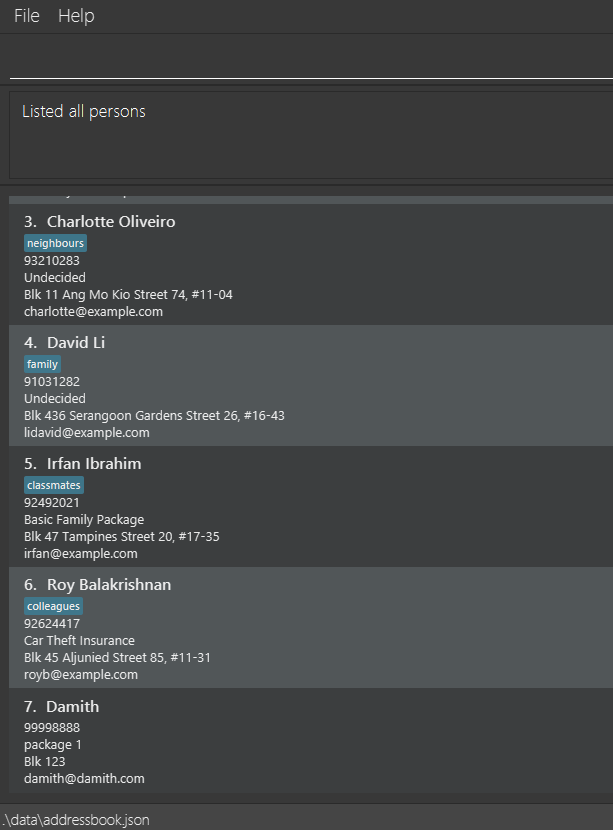 File Help
Listed all persons
3. Charlotte Oliveiro
neighbours
93210283
Undecided
Blk 11 Ang Mo Kio Street 74, #11-04
charlotte@example.com
4. David Li
family
91031282
Undecided
Blk 436 Serangoon Gardens Street 26, #16-43
lidavid@example.com
5. Irfan Ibrahim
classmates
92492021
Basic Family Package
Blk 47 Tampines Street 20, #17-35
irfan@example.com
6. Roy Balakrishnan
colleagues
92624417
Car Theft Insurance
Blk 45 Aljunied Street 85, #11-31
royb@example.com
7. Damith
99998888
package 1
Blk 123
damith@damith.com
.\data\addressbook.json